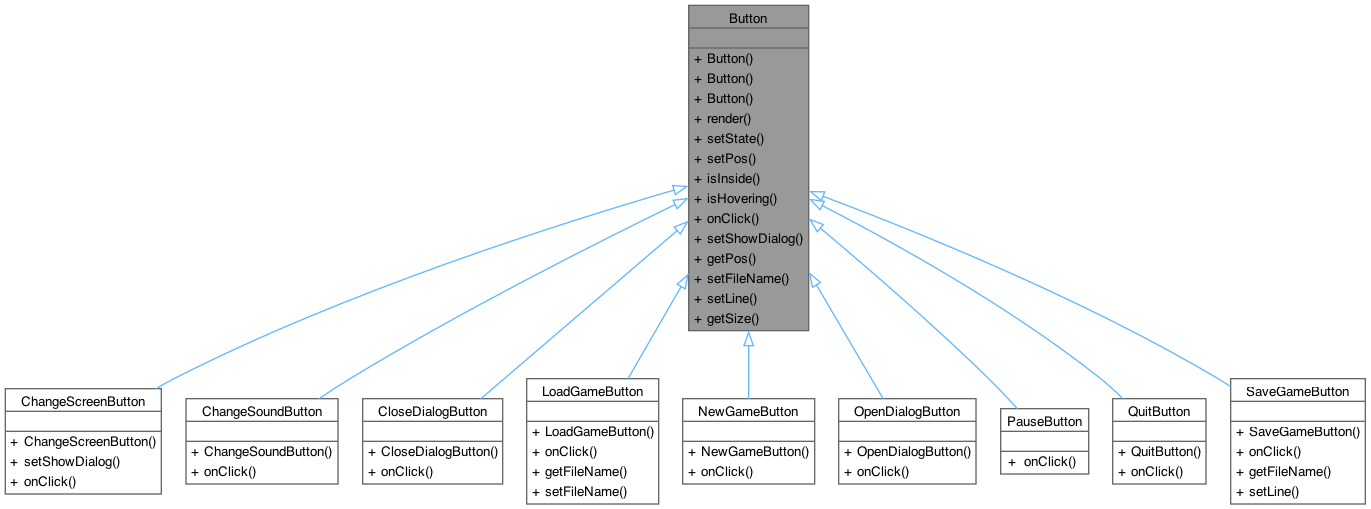 Button
+ Button()
+ Button()
+ Button()
+ render()
+ setState()
+ setPos()
+ isInside()
+ isHovering()
+ onClick()
+ setShowDialog()
+ getPos()
+ setFileName()
+ setLine()
+ getSize()
ChangeScreenButton
+ ChangeScreenButton()
+ setShowDialog()
+ onClick()
ChangeSoundButton
+ ChangeSoundButton()
+ onClick()
CloseDialogButton
+ CloseDialogButton()
+ onClick()
LoadGameButton
+ LoadGameButton()
+ onClick()
+ getFileName()
+ setFileName()
NewGameButton
+ NewGameButton()
+ onClick()
OpenDialogButton
+ OpenDialogButton()
+ onClick()
PauseButton
+ onClick()
QuitButton
+ QuitButton()
+ onClick()
SaveGameButton
+ SaveGameButton()
+ onClick()
+ getFileName()
+ setLine()